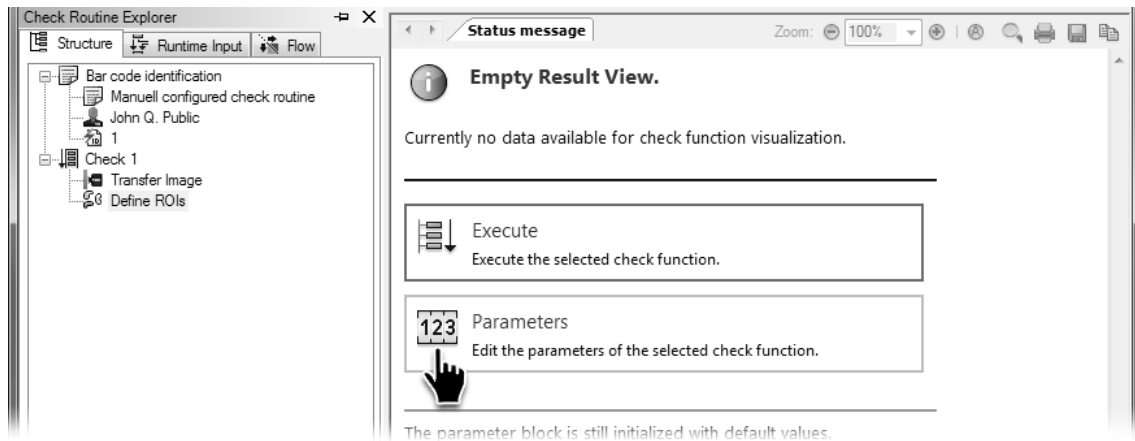 Check Routine Explorer
Structure
Runtime Input
Flow
Bar code identification
Manuell configured check routine
John Q. Public
1
Check 1
Transfer Image
Define ROIs
Status message
Zoom: 100%
Empty Result View.
Currently no data available for check function visualization.
Execute
Execute the selected check function.
123
Parameters
Edit the parameters of the selected check function.
The parameter block is still initialized with default values.